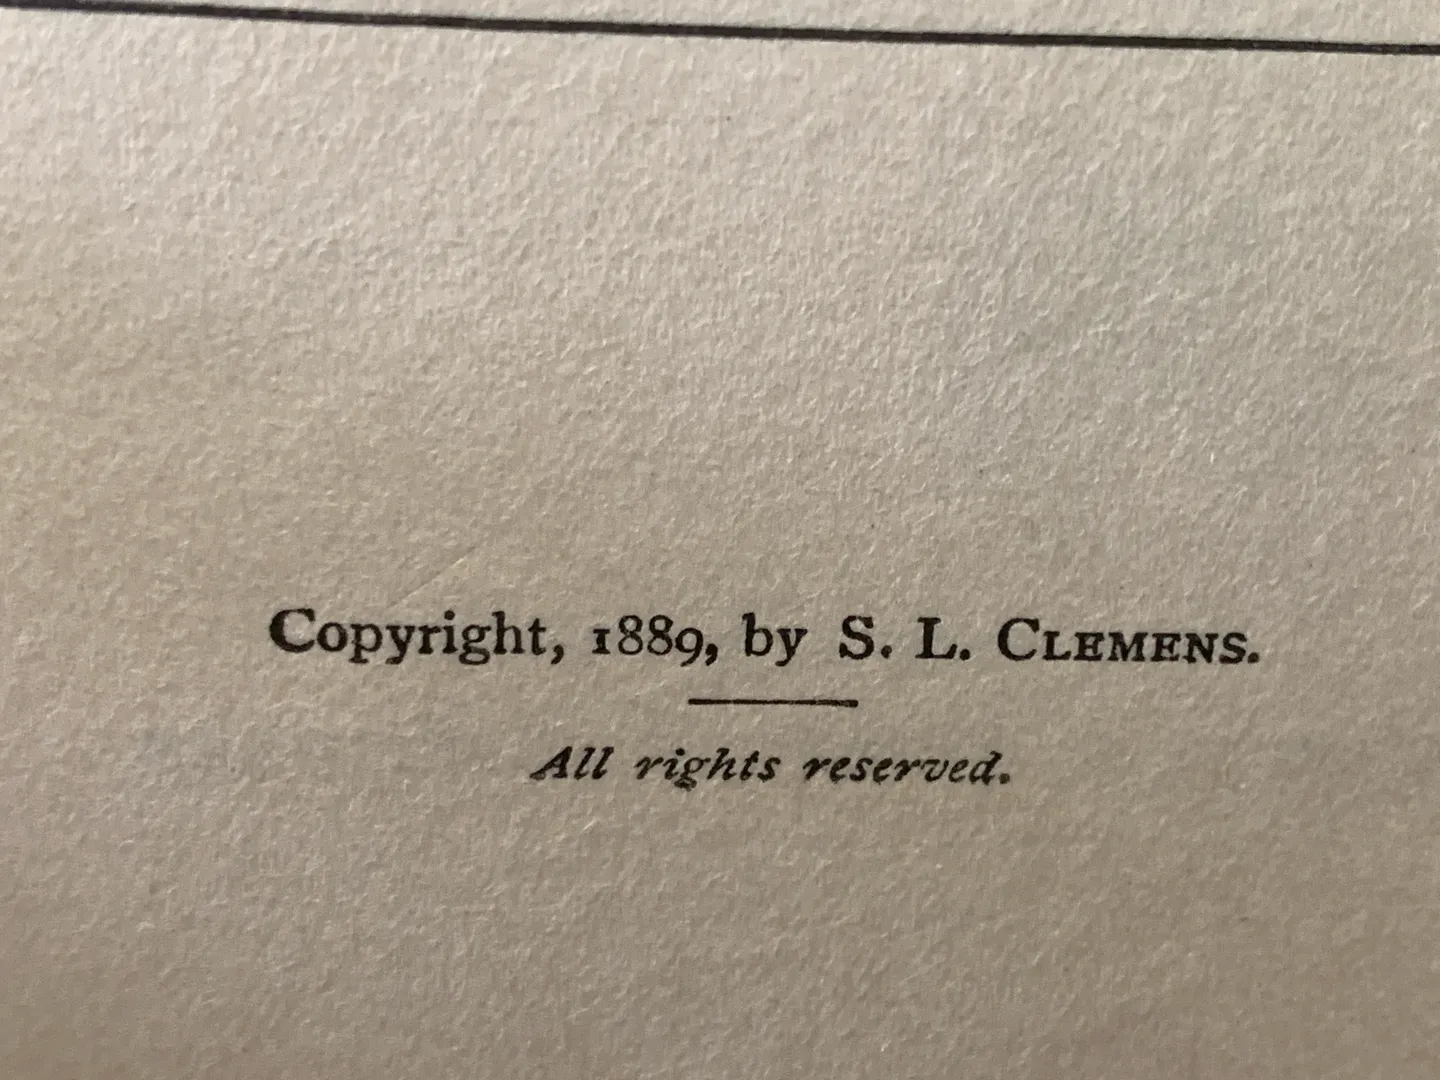 Copyright, 1889, by S. L. CLEMENS.
All rights reserved.